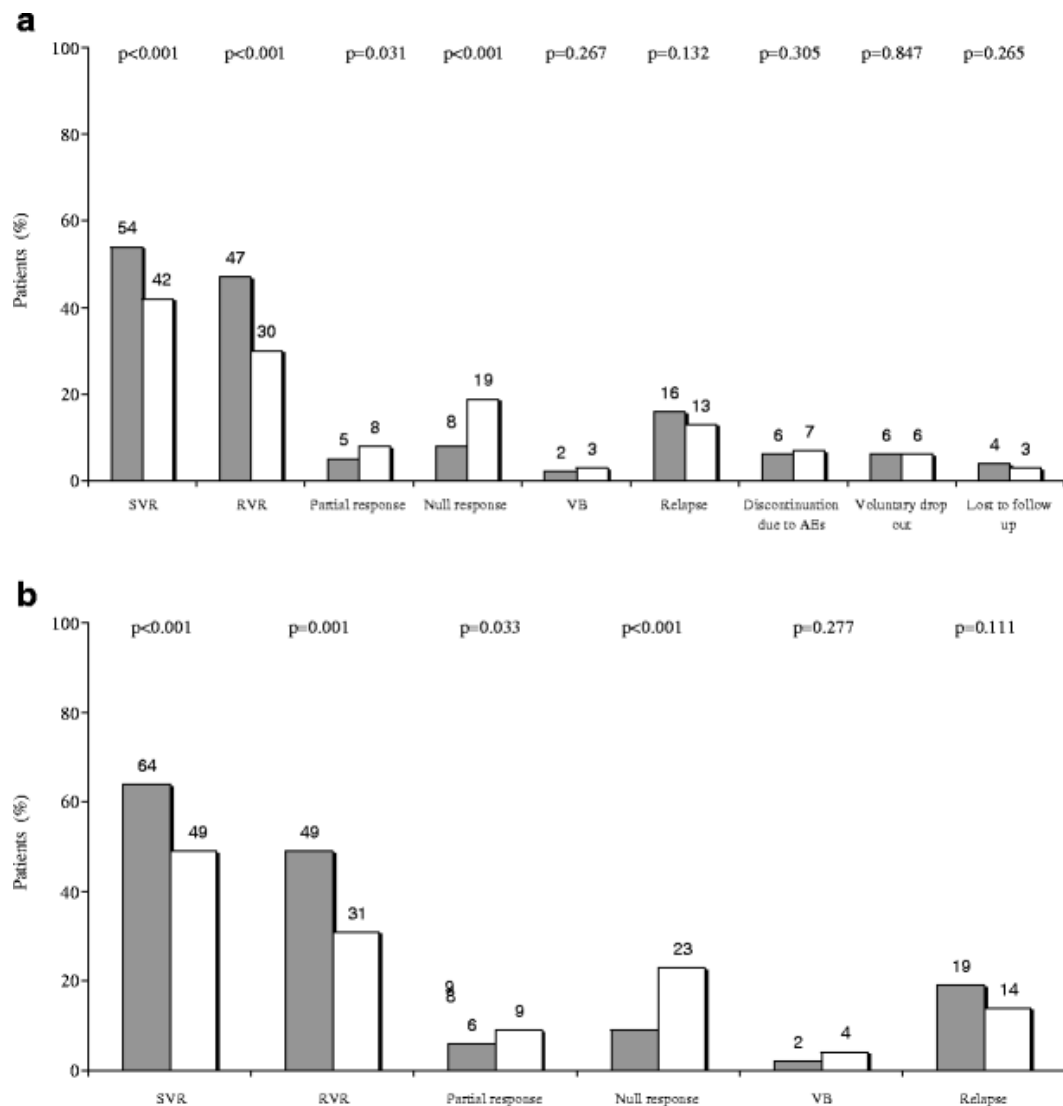 a
p<0.001 p<0.001 p=0.031 p<0.001 p=0.267 p=0.132 p=0.305 p=0.847 p=0.265
100
80
60
40
20
0
Patients (%)
54 42 47 30 5 8 8 19 2 3 16 13 6 7 6 6 4 3
SVR RVR Partial response Null response VB Relapse Discontinuation due to AEs Voluntary drop out Lost to follow up
b
p<0.001 p=0.001 p=0.033 p<0.001 p=0.277 p=0.111
100
80
60
40
20
0
Patients (%)
64 49 49 31 6 9 23 2 4 19 14
SVR RVR Partial response Null response VB Relapse